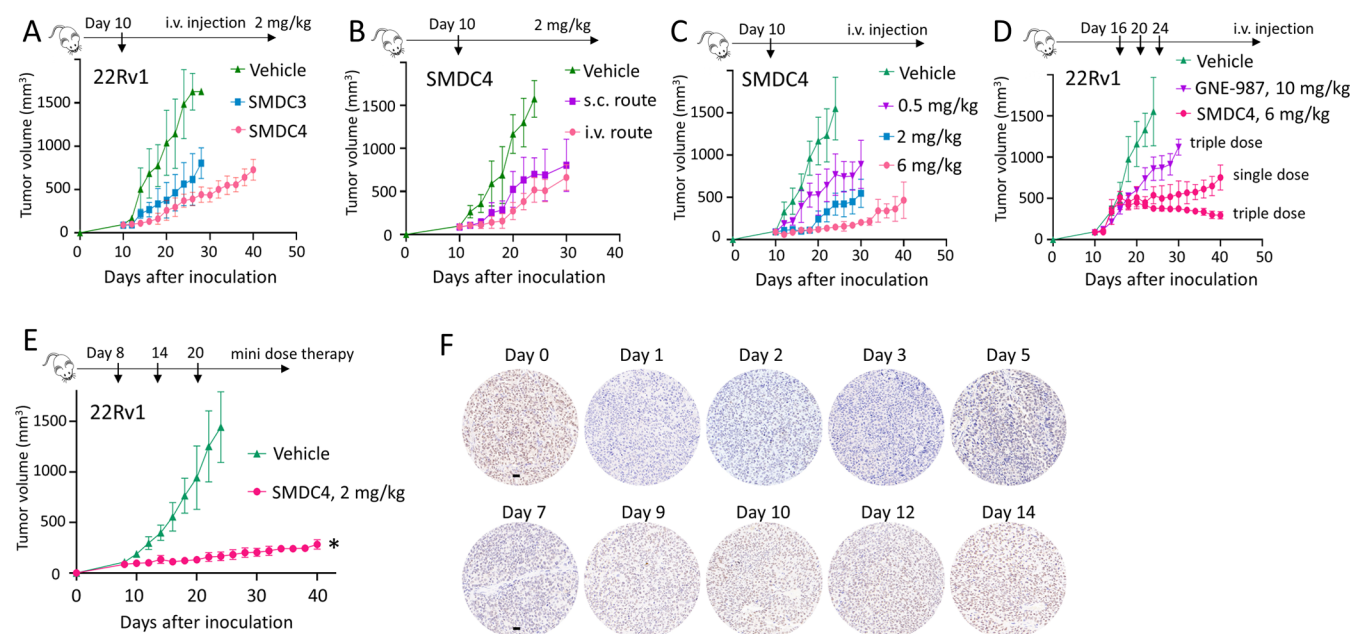 A
Day 10 i.v. injection 2 mg/kg
22Rv1
Vehicle
SMDC3
SMDC4
Tumor volume (mm³)
1500
1000
500
0
0 10 20 30 40 50
Days after inoculation
B
Day 10 2 mg/kg
SMDC4
Vehicle
s.c. route
i.v. route
Tumor volume (mm³)
1500
1000
500
0
0 10 20 30 40
Days after inoculation
C
Day 10 i.v. injection
SMDC4
Vehicle
0.5 mg/kg
2 mg/kg
6 mg/kg
Tumor volume (mm³)
2000
1500
1000
500
0
0 10 20 30 40 50
Days after inoculation
D
Day 16 20 24 i.v. injection
22Rv1
Vehicle
GNE-987, 10 mg/kg
SMDC4, 6 mg/kg
triple dose
single dose
triple dose
Tumor volume (mm³)
2000
1500
1000
500
0
0 10 20 30 40 50
Days after inoculation
E
Day 8 14 20 mini dose therapy
22Rv1
Vehicle
SMDC4, 2 mg/kg
*
Tumor volume (mm³)
1500
1000
500
0
0 10 20 30 40
Days after inoculation
F
Day 0 Day 1 Day 2 Day 3 Day 5
Day 7 Day 9 Day 10 Day 12 Day 14